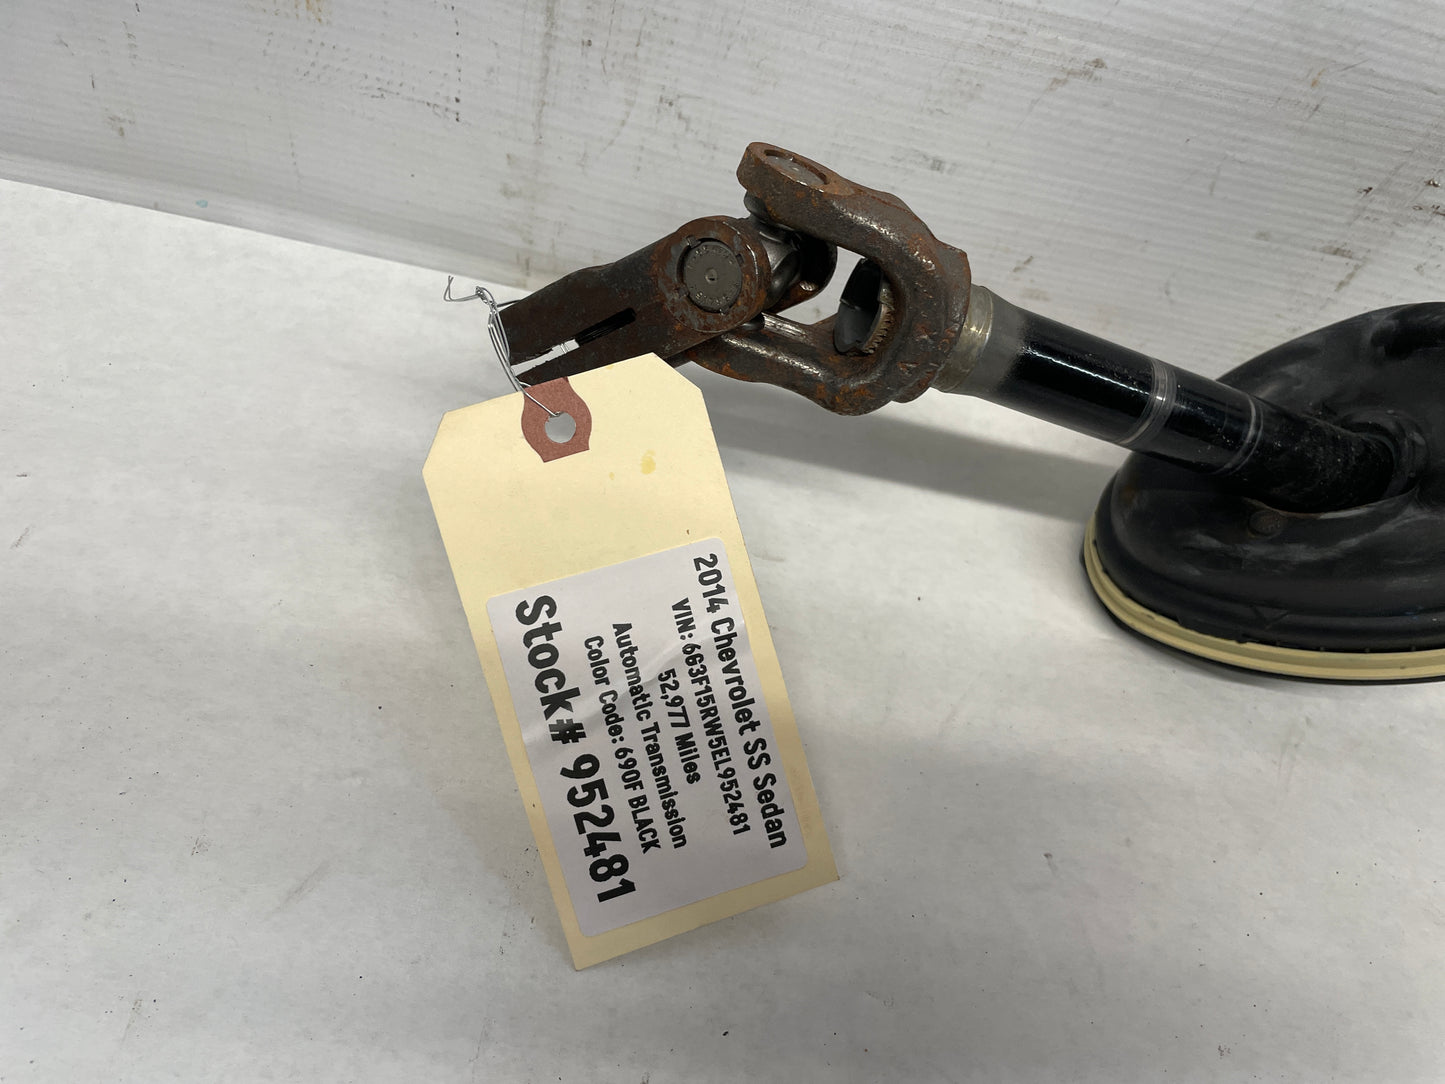 2014 Chevrolet SS Sedan
VIN: 6G3F15RW5EL952481
52,977 Miles
Automatic Transmission
Color Code: 690F BLACK
Stock# 952481